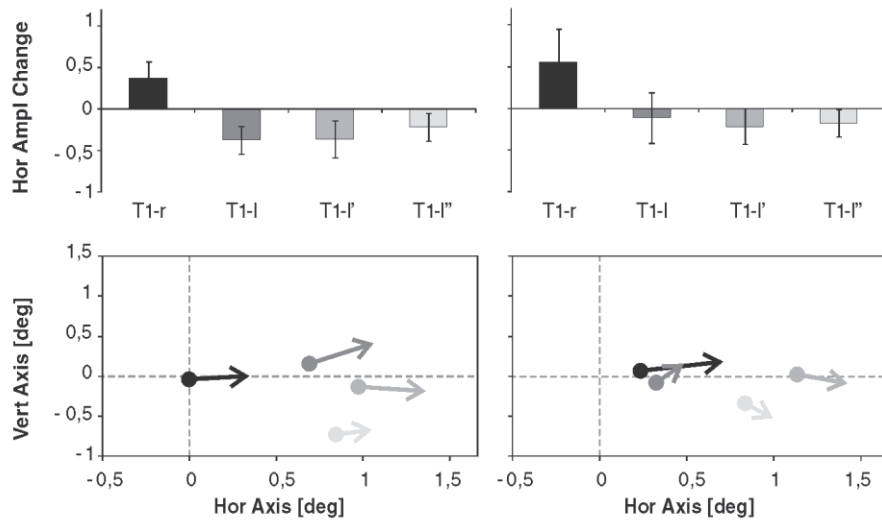 Hor Ampl Change
1
0,5
0
- 0,5
-1
T1-r T1-l T1-l’ T1-l”
T1-r T1-l T1-l’ T1-l”
Vert Axis [deg]
1,5
1
0,5
0
- 0,5
-1
- 0,5 0 0,5 1 1,5
- 0,5 0 0,5 1 1,5
Hor Axis [deg]
Hor Axis [deg]